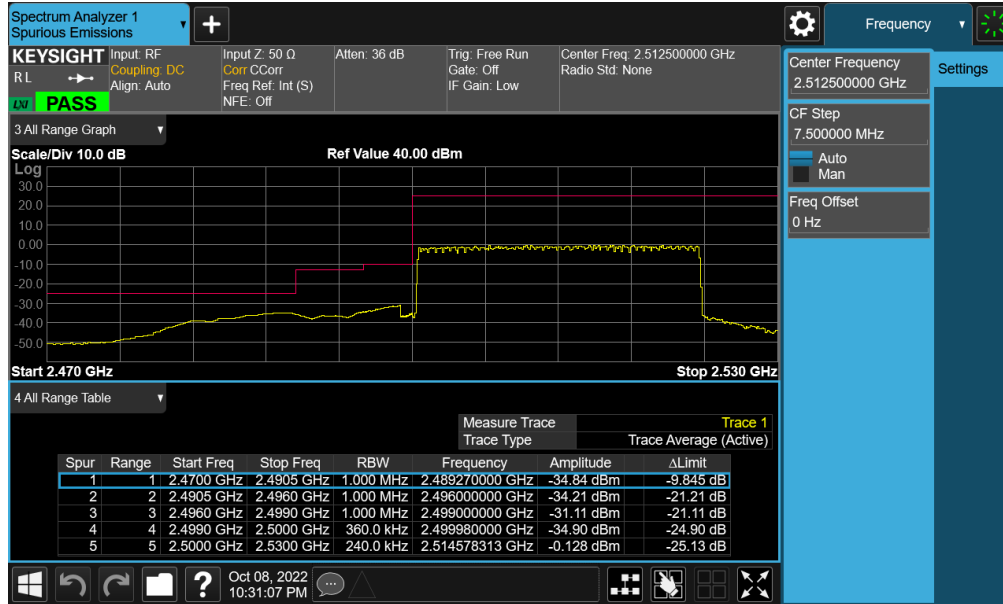 Spectrum Analyzer 1
Spurious Emissions
+
Frequency
KEYSIGHT
R L
LXI
PASS
Input: RF
Coupling: DC
Align: Auto
Input Z: 50 Ω
Corr CCorr
Freq Ref: Int (S)
NFE: Off
Atten: 36 dB
Trig: Free Run
Gate: Off
IF Gain: Low
Center Freq: 2.512500000 GHz
Radio Std: None
Center Frequency
2.512500000 GHz
Settings
CF Step
7.500000 MHz
Auto
Man
Freq Offset
0 Hz
3 All Range Graph
Scale/Div 10.0 dB
Ref Value 40.00 dBm
Log
30.0
20.0
10.0
0.00
-10.0
-20.0
-30.0
-40.0
-50.0
Start 2.470 GHz
Stop 2.530 GHz
4 All Range Table
Measure Trace Trace 1
Trace Type Trace Average (Active)
Spur Range Start Freq Stop Freq RBW Frequency Amplitude ΔLimit
1 1 2.4700 GHz 2.4905 GHz 1.000 MHz 2.489270000 GHz -34.84 dBm -9.845 dB
2 2 2.4905 GHz 2.4960 GHz 1.000 MHz 2.496000000 GHz -34.21 dBm -21.21 dB
3 3 2.4960 GHz 2.4990 GHz 1.000 MHz 2.499000000 GHz -31.11 dBm -21.11 dB
4 4 2.4990 GHz 2.5000 GHz 360.0 kHz 2.499980000 GHz -34.90 dBm -24.90 dB
5 5 2.5000 GHz 2.5300 GHz 240.0 kHz 2.514578313 GHz -0.128 dBm -25.13 dB
?
Oct 08, 2022
10:31:07 PM